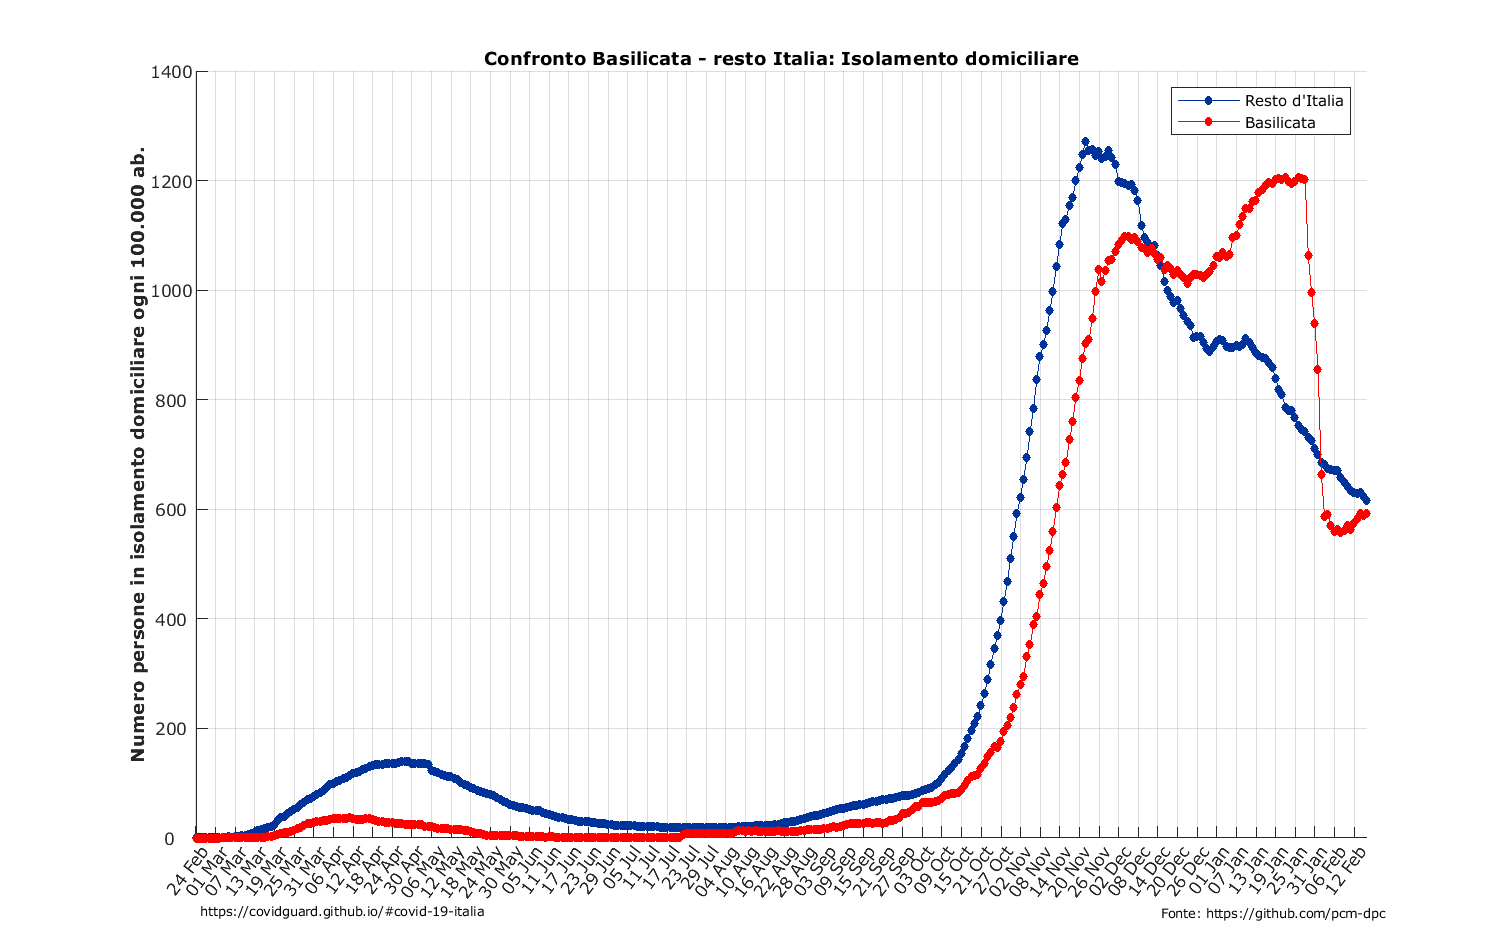 Confronto Basilicata - resto Italia: Isolamento domiciliare
Resto d'Italia
Basilicata
Numero persone in isolamento domiciliare ogni 100.000 ab.
1400
1200
1000
800
600
400
200
0
24 Feb
01 Mar
07 Mar
13 Mar
19 Mar
25 Mar
31 Mar
06 Apr
12 Apr
18 Apr
24 Apr
30 Apr
06 May
12 May
18 May
24 May
30 May
05 Jun
11 Jun
17 Jun
23 Jun
29 Jun
05 Jul
11 Jul
17 Jul
23 Jul
29 Jul
04 Aug
10 Aug
16 Aug
22 Aug
28 Aug
03 Sep
09 Sep
15 Sep
21 Sep
27 Sep
03 Oct
09 Oct
15 Oct
21 Oct
27 Oct
02 Nov
08 Nov
14 Nov
20 Nov
26 Nov
02 Dec
08 Dec
14 Dec
20 Dec
26 Dec
01 Jan
07 Jan
13 Jan
19 Jan
25 Jan
31 Jan
06 Feb
12 Feb
https://covidguard.github.io/#covid-19-italia
Fonte: https://github.com/pcm-dpc